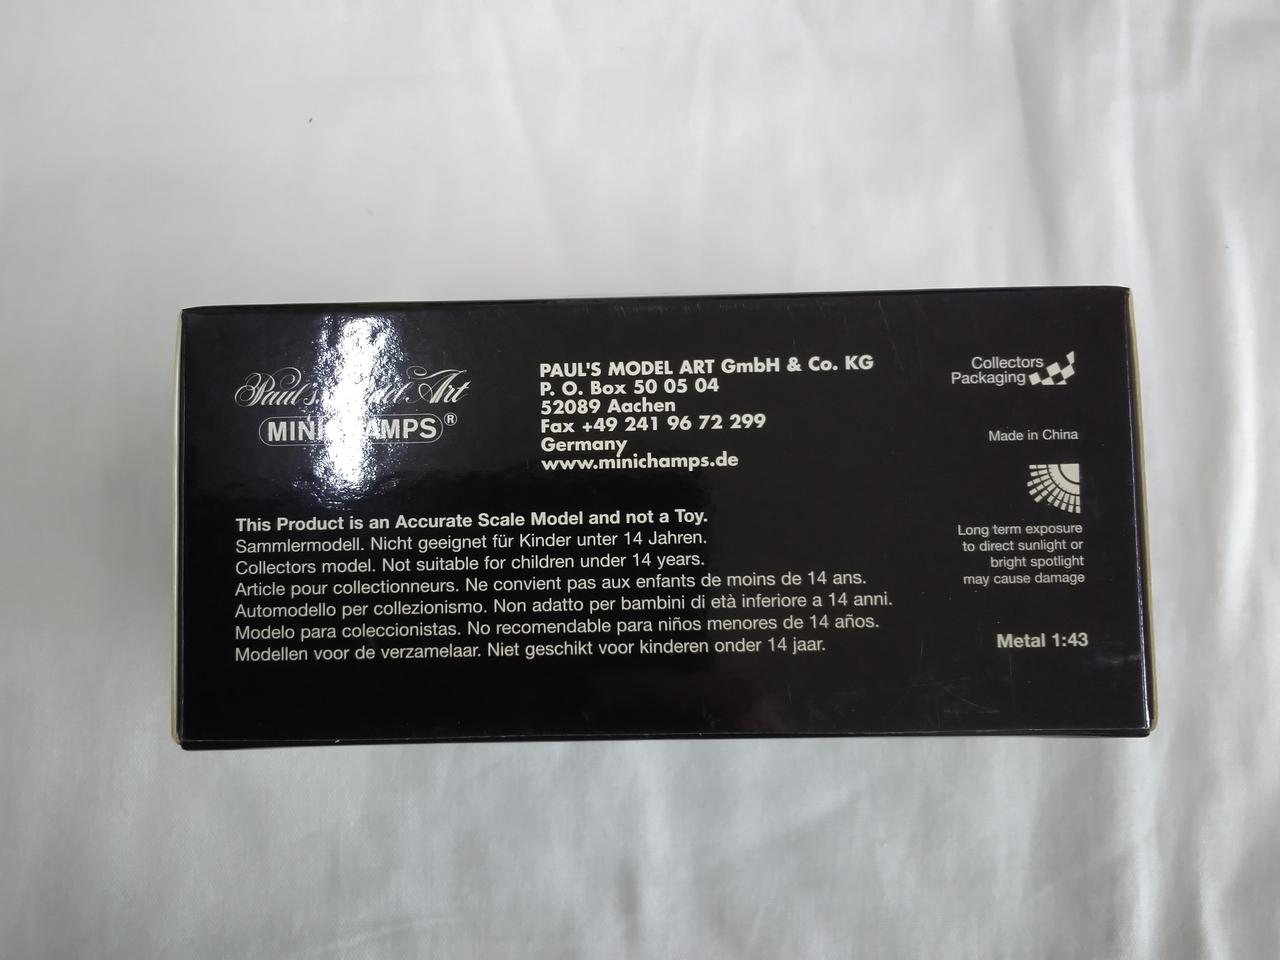 Paul's Model Art
MINICHAMPS®
PAUL'S MODEL ART GmbH & Co. KG
P. O. Box 50 05 04
52089 Aachen
Fax +49 241 96 72 299
Germany
www.minichamps.de
This Product is an Accurate Scale Model and not a Toy.
Sammlermodell. Nicht geeignet für Kinder unter 14 Jahren.
Collectors model. Not suitable for children under 14 years.
Article pour collectionneurs. Ne convient pas aux enfants de moins de 14 ans.
Automodello per collezionismo. Non adatto per bambini di età inferiore a 14 anni.
Modelo para coleccionistas. No recomendable para niños menores de 14 años.
Modellen voor de verzamelaar. Niet geschikt voor kinderen onder 14 jaar.
Collectors
Packaging
Made in China
Long term exposure
to direct sunlight or
bright spotlight
may cause damage
Metal 1:43